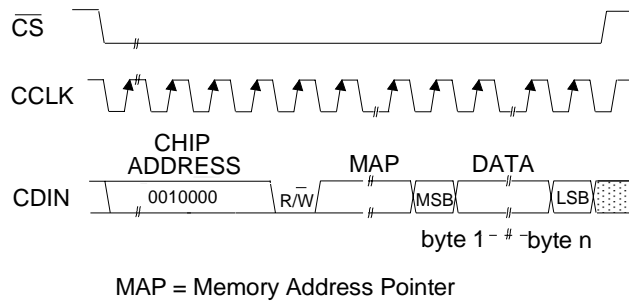 CS
CCLK
CHIP
ADDRESS
MAP
DATA
CDIN
0010000
R/W
MSB
LSB
byte 1
byte n
MAP = Memory Address Pointer